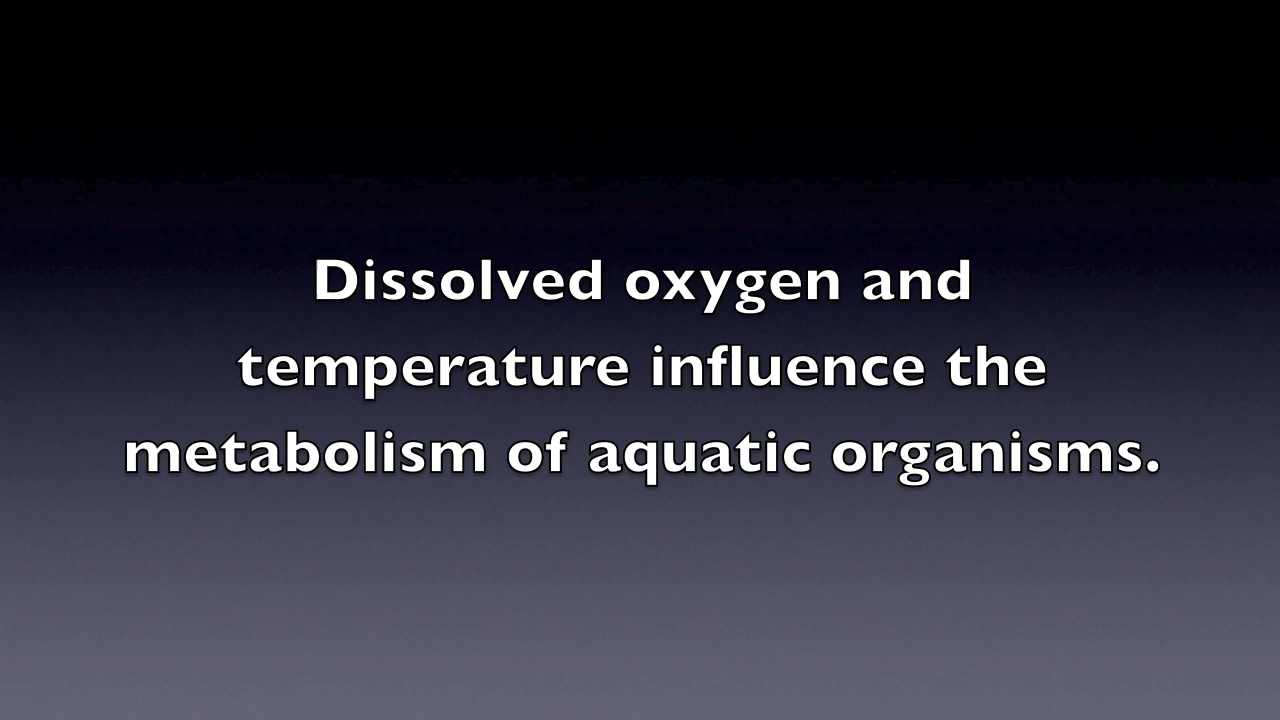 Dissolved oxygen and
temperature influence the
metabolism of aquatic organisms.